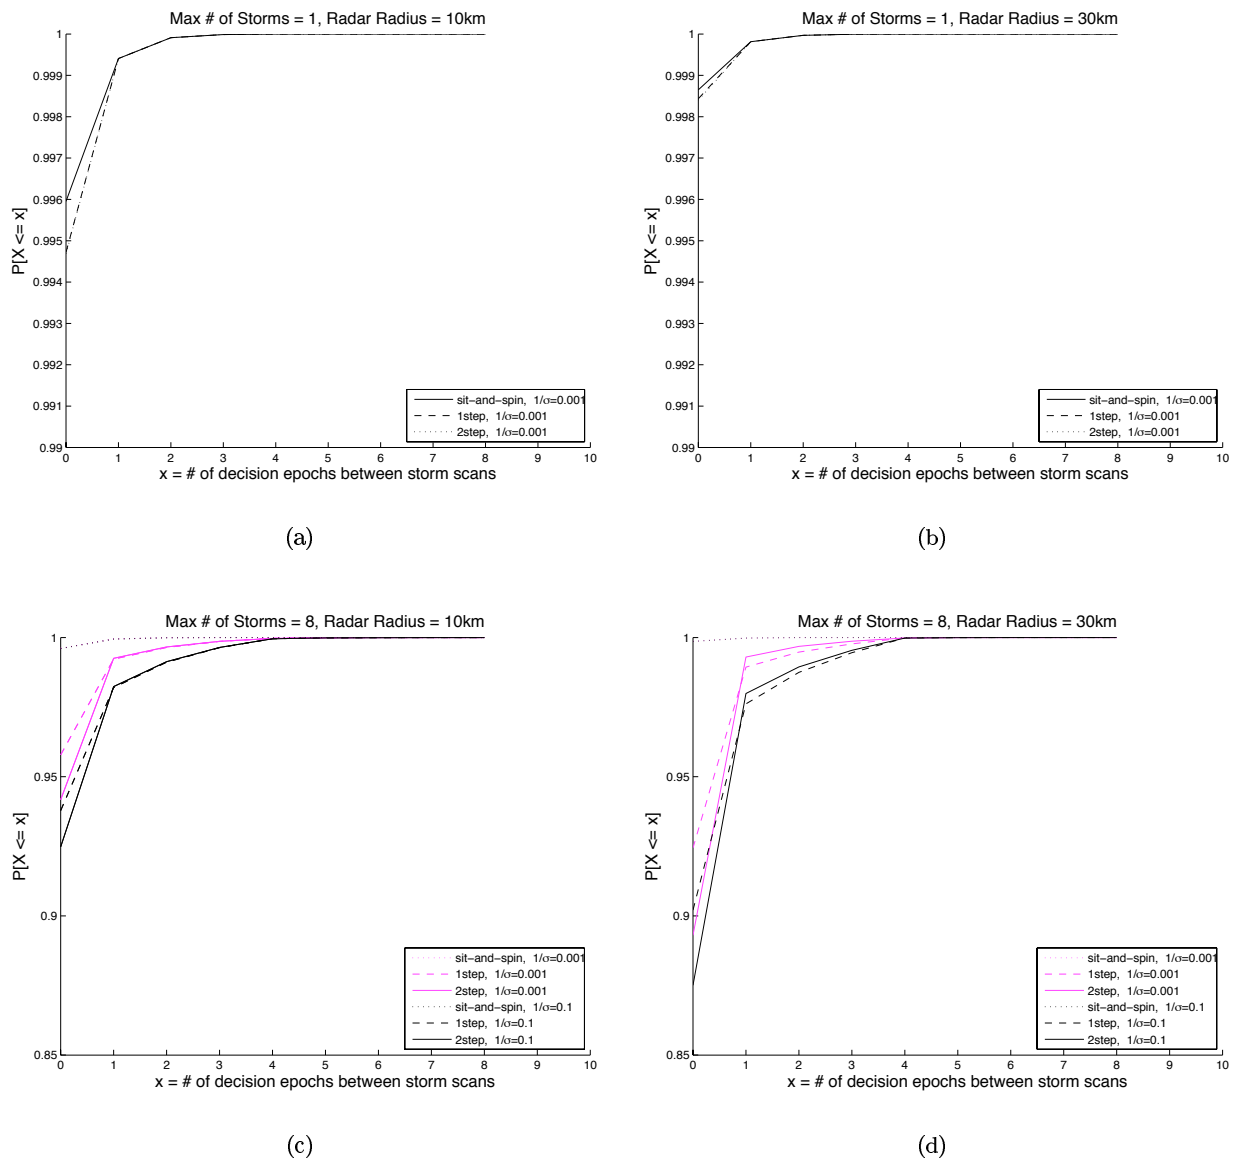 Max # of Storms = 1, Radar Radius = 10km
1
0.999
0.998
0.997
0.996
0.995
0.994
0.993
0.992
0.991
0.99
P[X <= x]
sit-and-spin, 1/σ=0.001
1step, 1/σ=0.001
2step, 1/σ=0.001
0 1 2 3 4 5 6 7 8 9 10
x = # of decision epochs between storm scans
(a)
Max # of Storms = 1, Radar Radius = 30km
1
0.999
0.998
0.997
0.996
0.995
0.994
0.993
0.992
0.991
0.99
P[X <= x]
sit-and-spin, 1/σ=0.001
1step, 1/σ=0.001
2step, 1/σ=0.001
0 1 2 3 4 5 6 7 8 9 10
x = # of decision epochs between storm scans
(b)
Max # of Storms = 8, Radar Radius = 10km
1
0.95
0.9
0.85
P[X <= x]
sit-and-spin, 1/σ=0.001
1step, 1/σ=0.001
2step, 1/σ=0.001
sit-and-spin, 1/σ=0.1
1step, 1/σ=0.1
2step, 1/σ=0.1
0 1 2 3 4 5 6 7 8 9 10
x = # of decision epochs between storm scans
(c)
Max # of Storms = 8, Radar Radius = 30km
1
0.95
0.9
0.85
P[X <= x]
sit-and-spin, 1/σ=0.001
1step, 1/σ=0.001
2step, 1/σ=0.001
sit-and-spin, 1/σ=0.1
1step, 1/σ=0.1
2step, 1/σ=0.1
0 1 2 3 4 5 6 7 8 9 10
x = # of decision epochs between storm scans
(d)